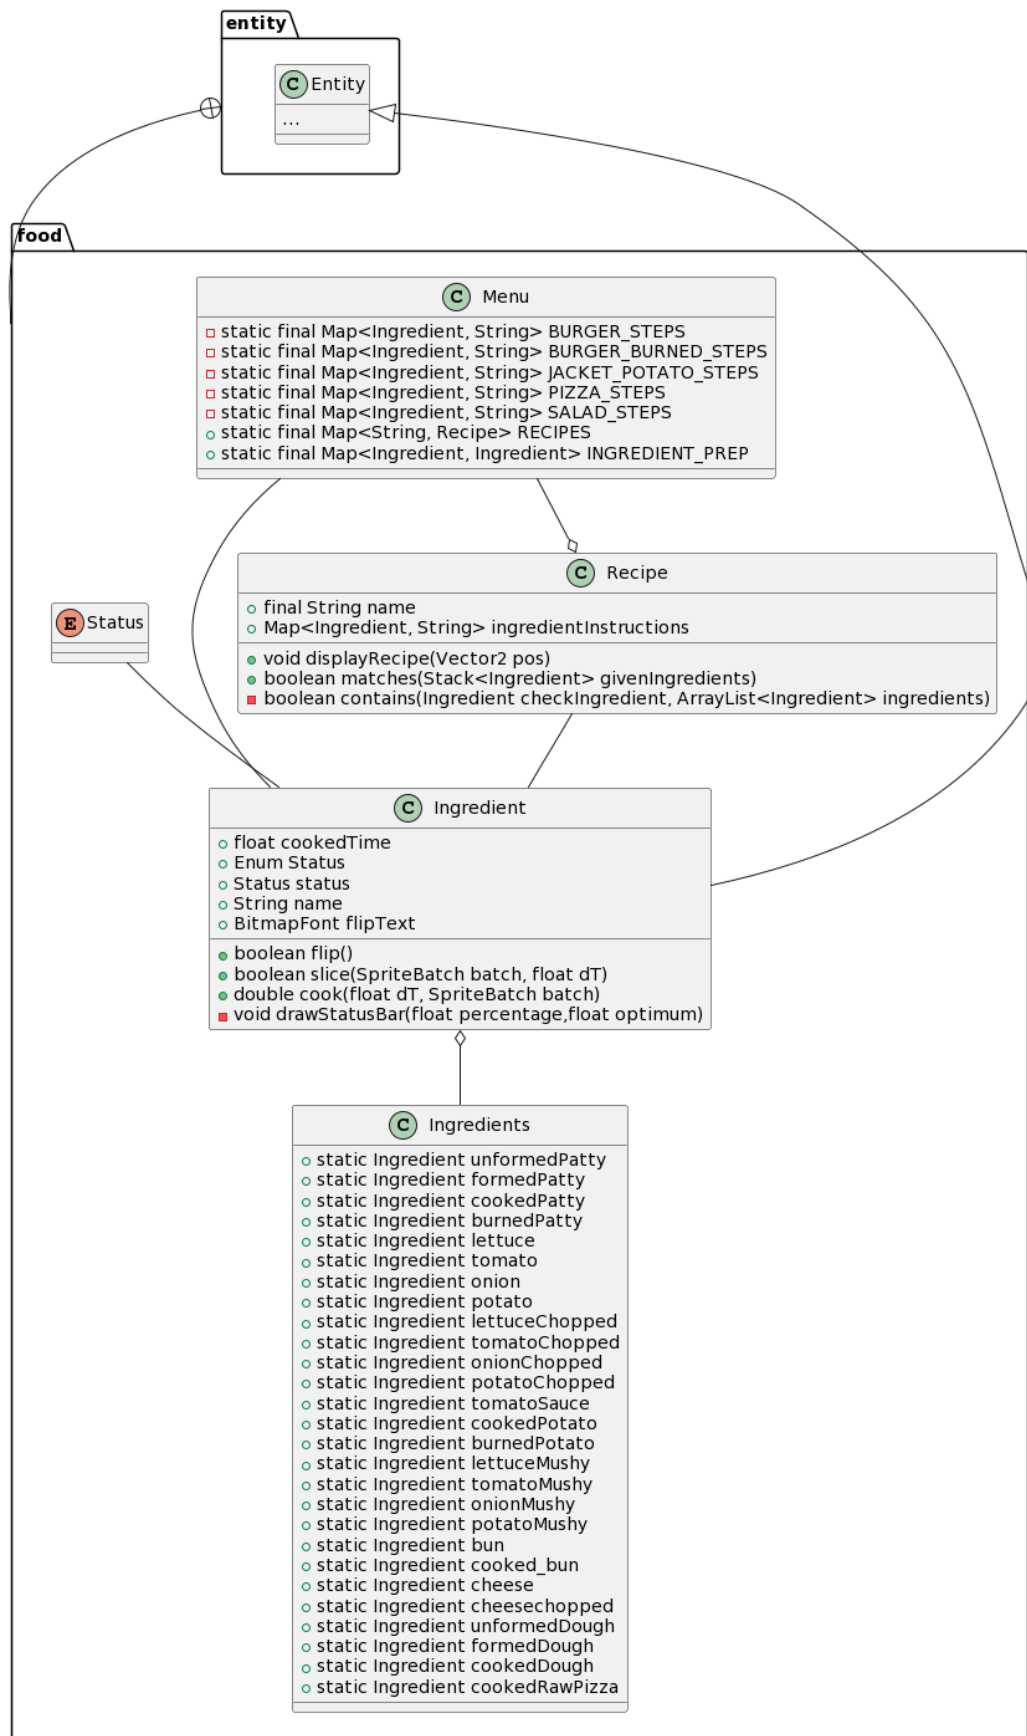 entity
C Entity
...
food
C Menu
static final Map<Ingredient, String> BURGER_STEPS
static final Map<Ingredient, String> BURGER_BURNED_STEPS
static final Map<Ingredient, String> JACKET_POTATO_STEPS
static final Map<Ingredient, String> PIZZA_STEPS
static final Map<Ingredient, String> SALAD_STEPS
static final Map<String, Recipe> RECIPES
static final Map<Ingredient, Ingredient> INGREDIENT_PREP
C Recipe
final String name
Map<Ingredient, String> ingredientInstructions
void displayRecipe(Vector2 pos)
boolean matches(Stack<Ingredient> givenIngredients)
boolean contains(Ingredient checkIngredient, ArrayList<Ingredient> ingredients)
E Status
C Ingredient
float cookedTime
Enum Status
Status status
String name
BitmapFont flipText
boolean flip()
boolean slice(SpriteBatch batch, float dT)
double cook(float dT, SpriteBatch batch)
void drawStatusBar(float percentage,float optimum)
C Ingredients
static Ingredient unformedPatty
static Ingredient formedPatty
static Ingredient cookedPatty
static Ingredient burnedPatty
static Ingredient lettuce
static Ingredient tomato
static Ingredient onion
static Ingredient potato
static Ingredient lettuceChopped
static Ingredient tomatoChopped
static Ingredient onionChopped
static Ingredient potatoChopped
static Ingredient tomatoSauce
static Ingredient cookedPotato
static Ingredient burnedPotato
static Ingredient lettuceMushy
static Ingredient tomatoMushy
static Ingredient onionMushy
static Ingredient potatoMushy
static Ingredient bun
static Ingredient cooked_bun
static Ingredient cheese
static Ingredient cheesechopped
static Ingredient unformedDough
static Ingredient formedDough
static Ingredient cookedDough
static Ingredient cookedRawPizza